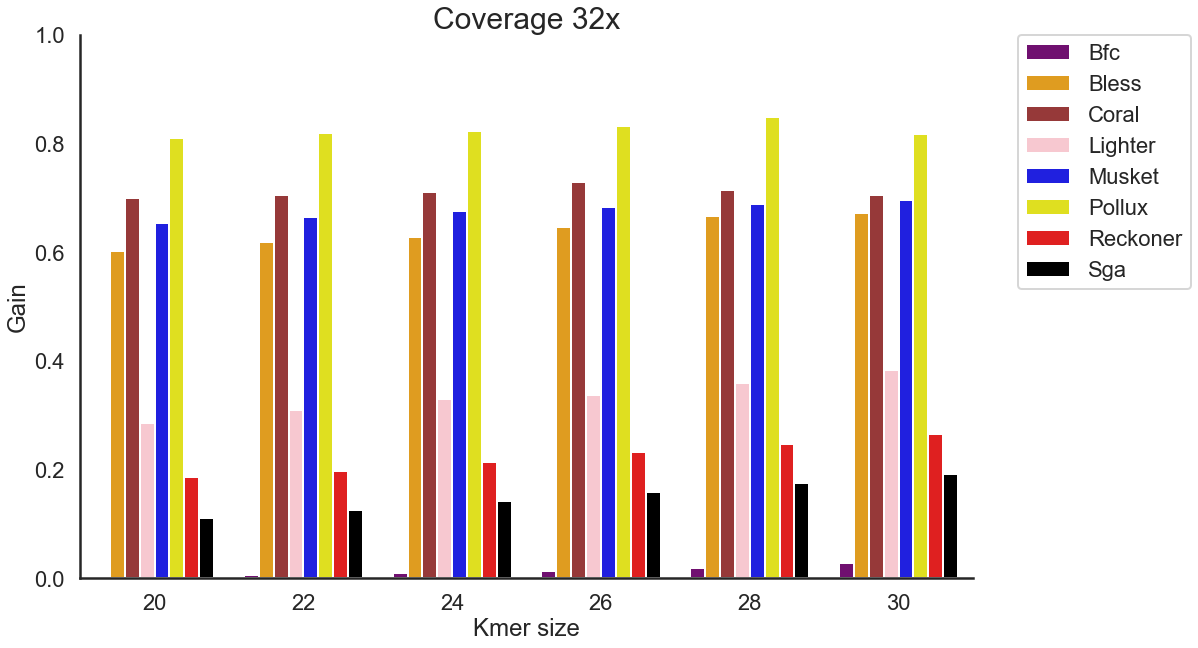 Coverage 32x
1.0
0.8
0.6
0.4
0.2
0.0
Gain
20 22 24 26 28 30
Kmer size
Bfc
Bless
Coral
Lighter
Musket
Pollux
Reckoner
Sga